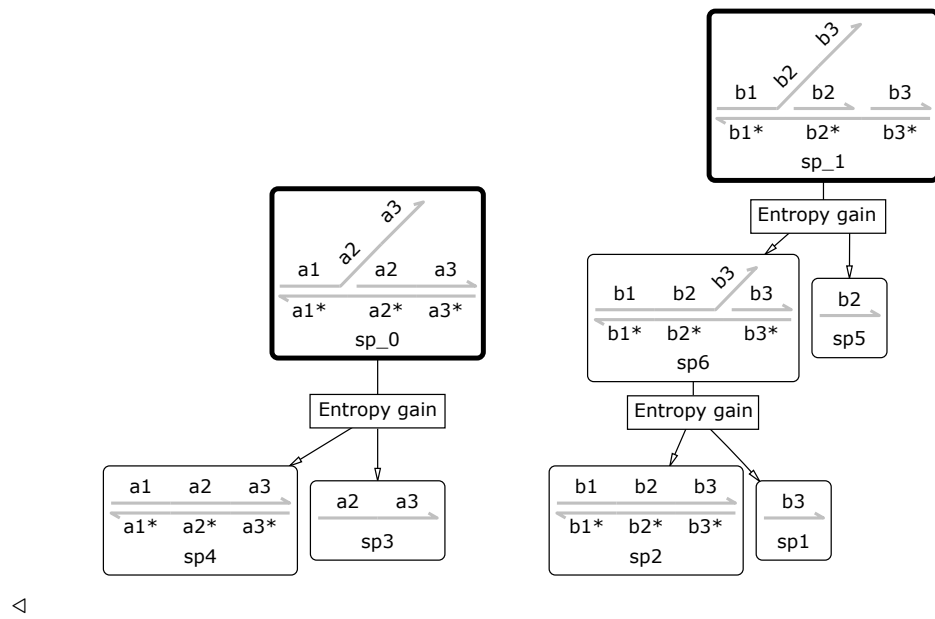 b3
b2
b1 b2 b3
b1* b2* b3*
sp_1
Entropy gain
a3
a2
a1 a2 a3
a1* a2* a3*
sp_0
b3
b1 b2 b3
b1* b2* b3*
sp6
b2
sp5
Entropy gain
Entropy gain
a1 a2 a3
a1* a2* a3*
sp4
a2 a3
sp3
b1 b2 b3
b1* b2* b3*
sp2
b3
sp1